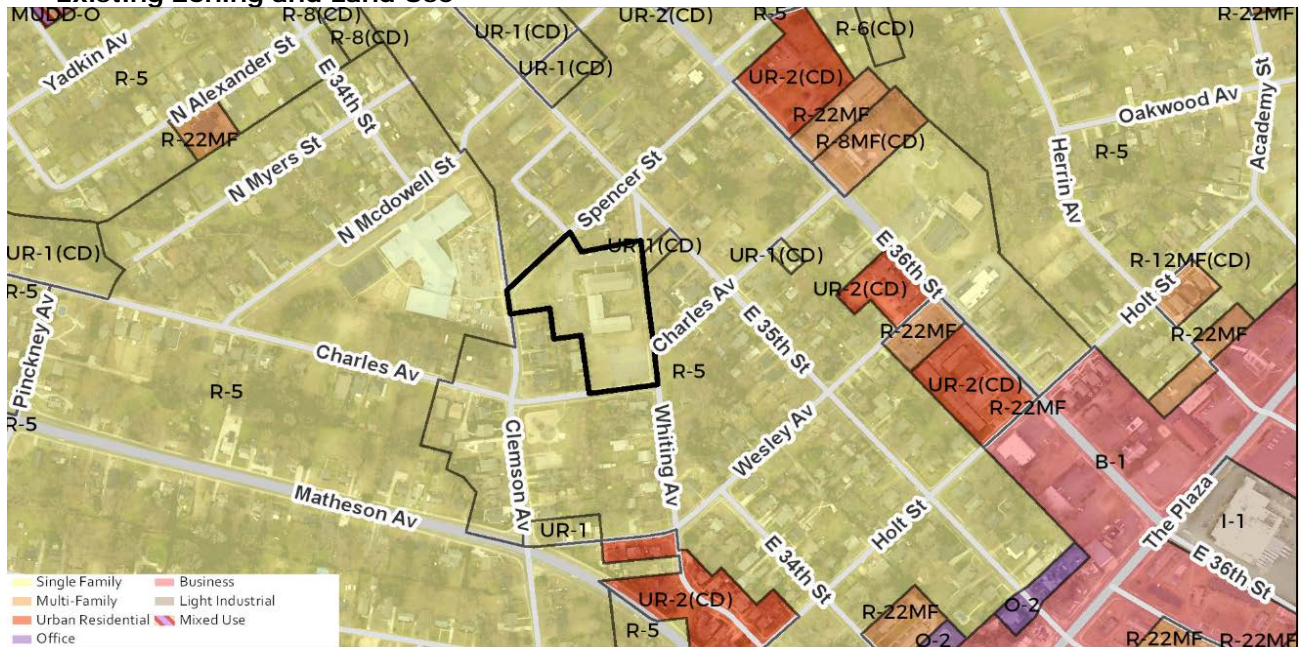 Existing Zoning and Land Use
MUDD-O
R-8(CD)
UR-1(CD)
UR-2(CD)
R-5
R-6(CD)
R-22MF
Yadkin Av
R-5
N Alexander St
E 34th St
R-8(CD)
UR-1(CD)
UR-2(CD)
R-22MF
R-8MF(CD)
Oakwood Av
Academy St
R-22MF
N Myers St
N Mcdowell St
Spencer St
Herrin Av
R-5
UR-1(CD)
R-5
Pinckney Av
UR-1(CD)
UR-1(CD)
E 36th St
R-12MF(CD)
Holt St
UR-2(CD)
R-22MF
R-22MF
Charles Av
E 35th St
Charles Av
R-5
R-5
UR-2(CD)
R-22MF
R-5
Clemson Av
Whiting Av
Wesley Av
B-1
The Plaza
I-1
Matheson Av
UR-1
E 34th St
Holt St
E 36th St
UR-2(CD)
R-5
R-22MF
O-2
O-2
R-22MF
R-22MF
Single Family
Multi-Family
Urban Residential
Office
Business
Light Industrial
Mixed Use